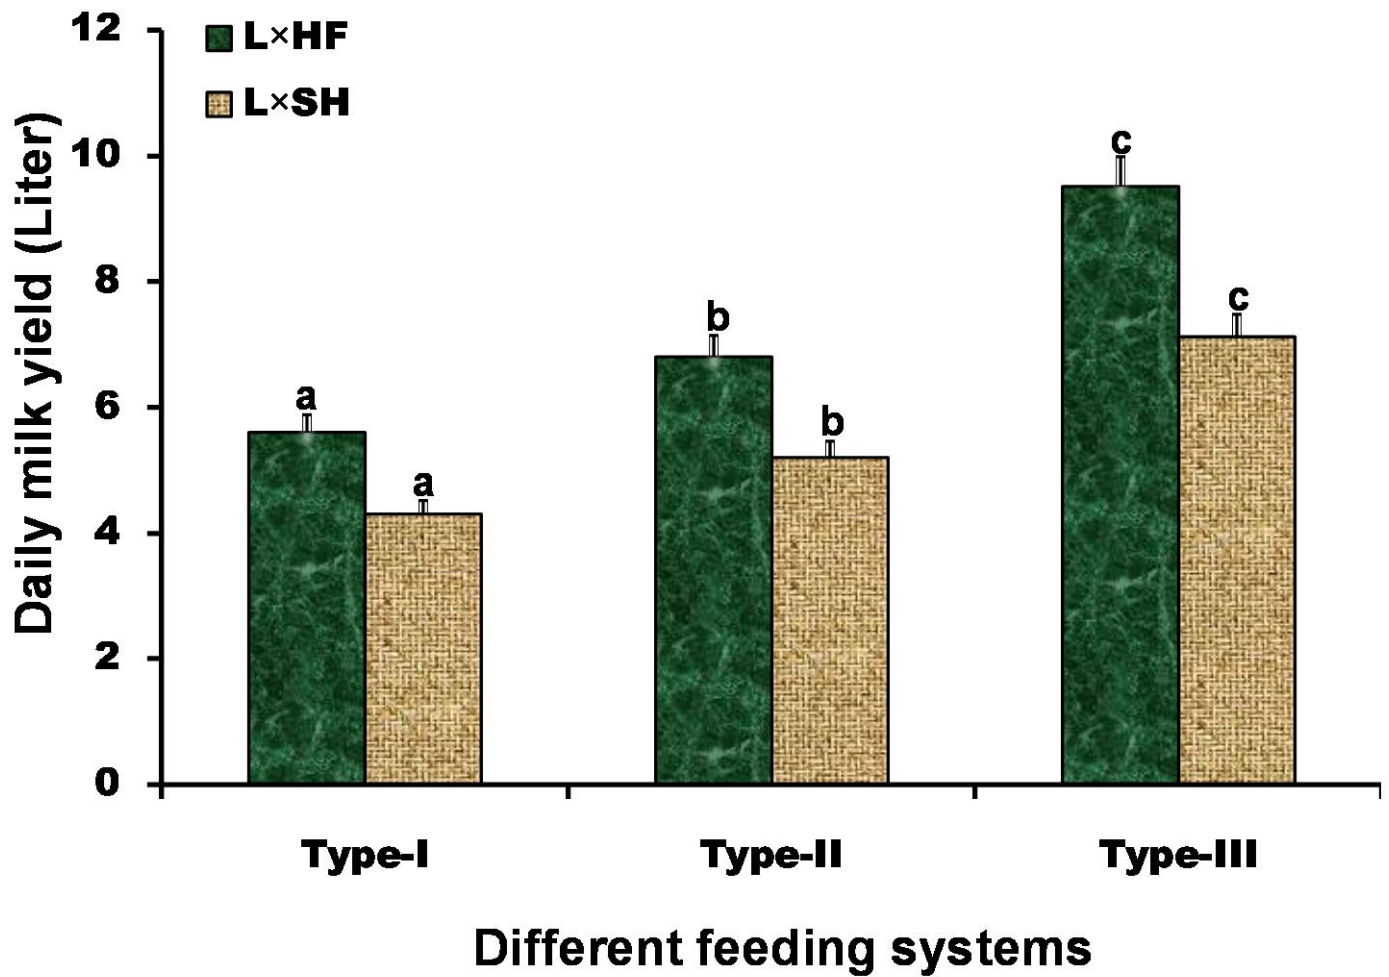 Daily milk yield (Liter)
12
10
8
6
4
2
0
L×HF
L×SH
a
a
b
b
c
c
Type-I
Type-II
Type-III
Different feeding systems